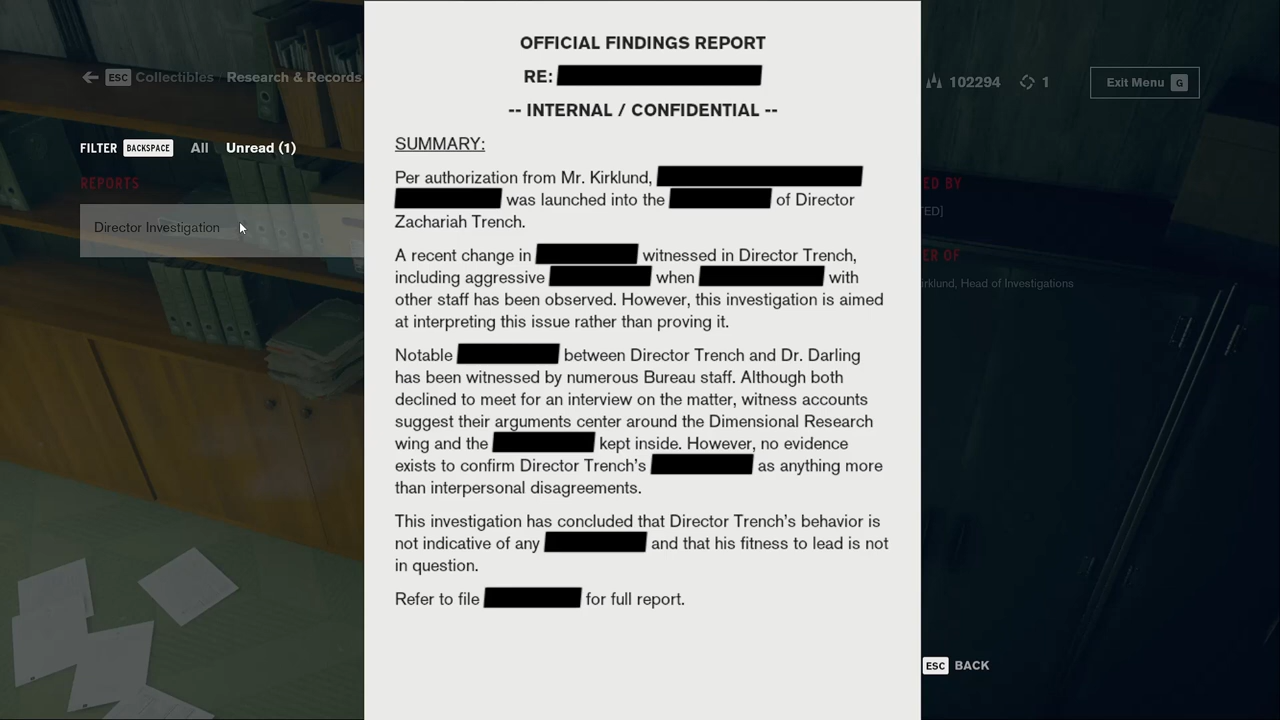 OFFICIAL FINDINGS REPORT
RE:
-- INTERNAL / CONFIDENTIAL --
ESC Collectibles Research & Records
102294 1 Exit Menu G
FILTER BACKSPACE All Unread (1)
REPORTS
Director Investigation
SUMMARY:
Per authorization from Mr. Kirklund,
was launched into the of Director
Zachariah Trench.
A recent change in witnessed in Director Trench,
including aggressive when with
other staff has been observed. However, this investigation is aimed
at interpreting this issue rather than proving it.
Notable between Director Trench and Dr. Darling
has been witnessed by numerous Bureau staff. Although both
declined to meet for an interview on the matter, witness accounts
suggest their arguments center around the Dimensional Research
wing and the kept inside. However, no evidence
exists to confirm Director Trench's as anything more
than interpersonal disagreements.
This investigation has concluded that Director Trench's behavior is
not indicative of any and that his fitness to lead is not
in question.
Refer to file for full report.
ED BY
TED]
ER OF
irklund, Head of Investigations
ESC BACK